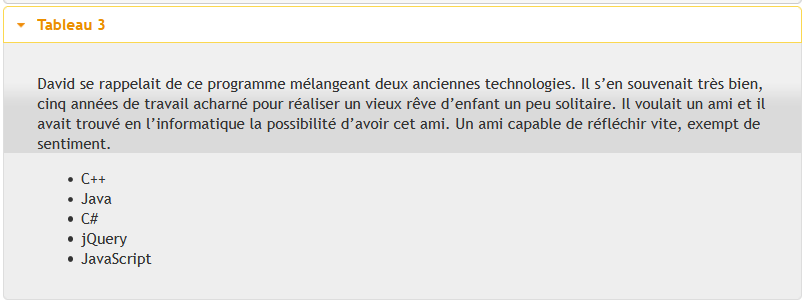 Tableau 3
David se rappelait de ce programme mélangeant deux anciennes technologies. Il s’en souvenait très bien,
cinq années de travail acharné pour réaliser un vieux rêve d’enfant un peu solitaire. Il voulait un ami et il
avait trouvé en l’informatique la possibilité d’avoir cet ami. Un ami capable de réfléchir vite, exempt de
sentiment.
• C++
• Java
• C#
• jQuery
• JavaScript